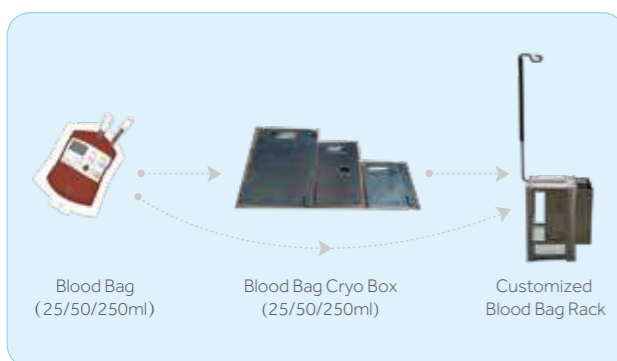 Blood Bag
(25/50/250ml)
Blood Bag Cryo Box
(25/50/250ml)
Customized
Blood Bag Rack